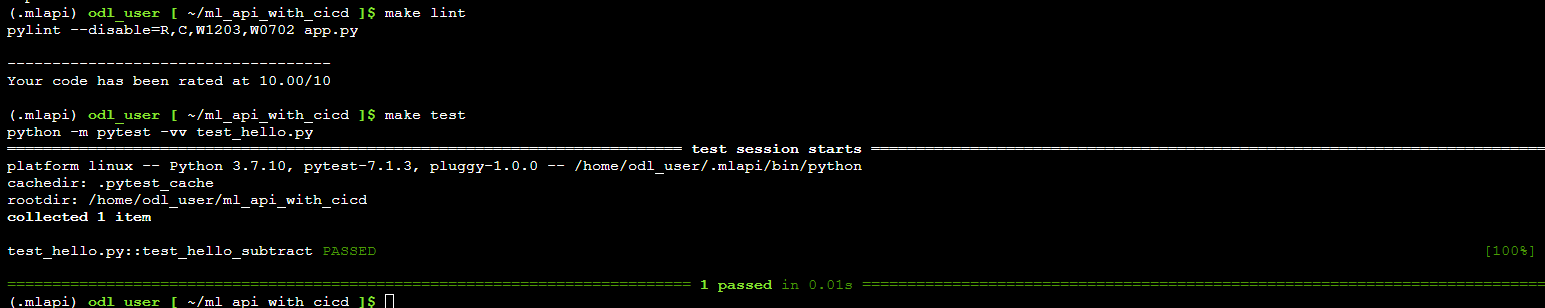 (.mlapi) odl_user [ ~/ml_api_with_cicd ]$ make lint
pylint --disable=R,C,W1203,W0702 app.py
------------------------------------
Your code has been rated at 10.00/10
(.mlapi) odl_user [ ~/ml_api_with_cicd ]$ make test
python -m pytest -vv test_hello.py
=========================================================================== test session starts ===========================================================================
platform linux -- Python 3.7.10, pytest-7.1.3, pluggy-1.0.0 -- /home/odl_user/.mlapi/bin/python
cachedir: .pytest_cache
rootdir: /home/odl_user/ml_api_with_cicd
collected 1 item
test_hello.py::test_hello_subtract PASSED [100%]
============================================================================ 1 passed in 0.01s ============================================================================
(.mlapi) odl_user [ ~/ml_api_with_cicd ]$